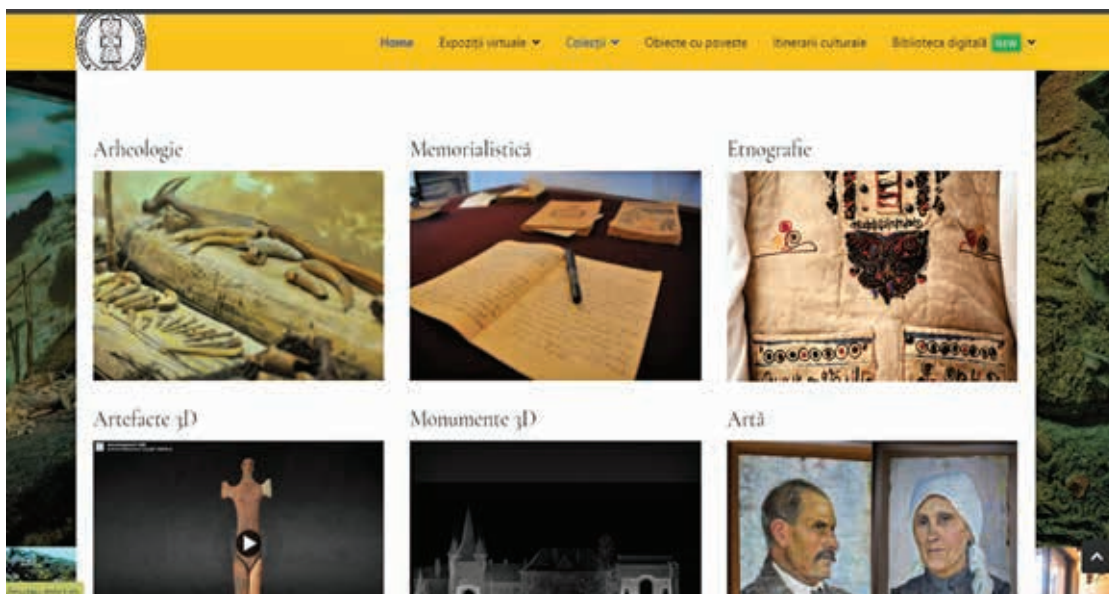 Home Expoziții virtuale Colecții Obiecte cu poveste Itinerarii culturale Biblioteca digitală new
Arheologie Memorialistică Etnografie
Artefacte 3D Monumente 3D Artă